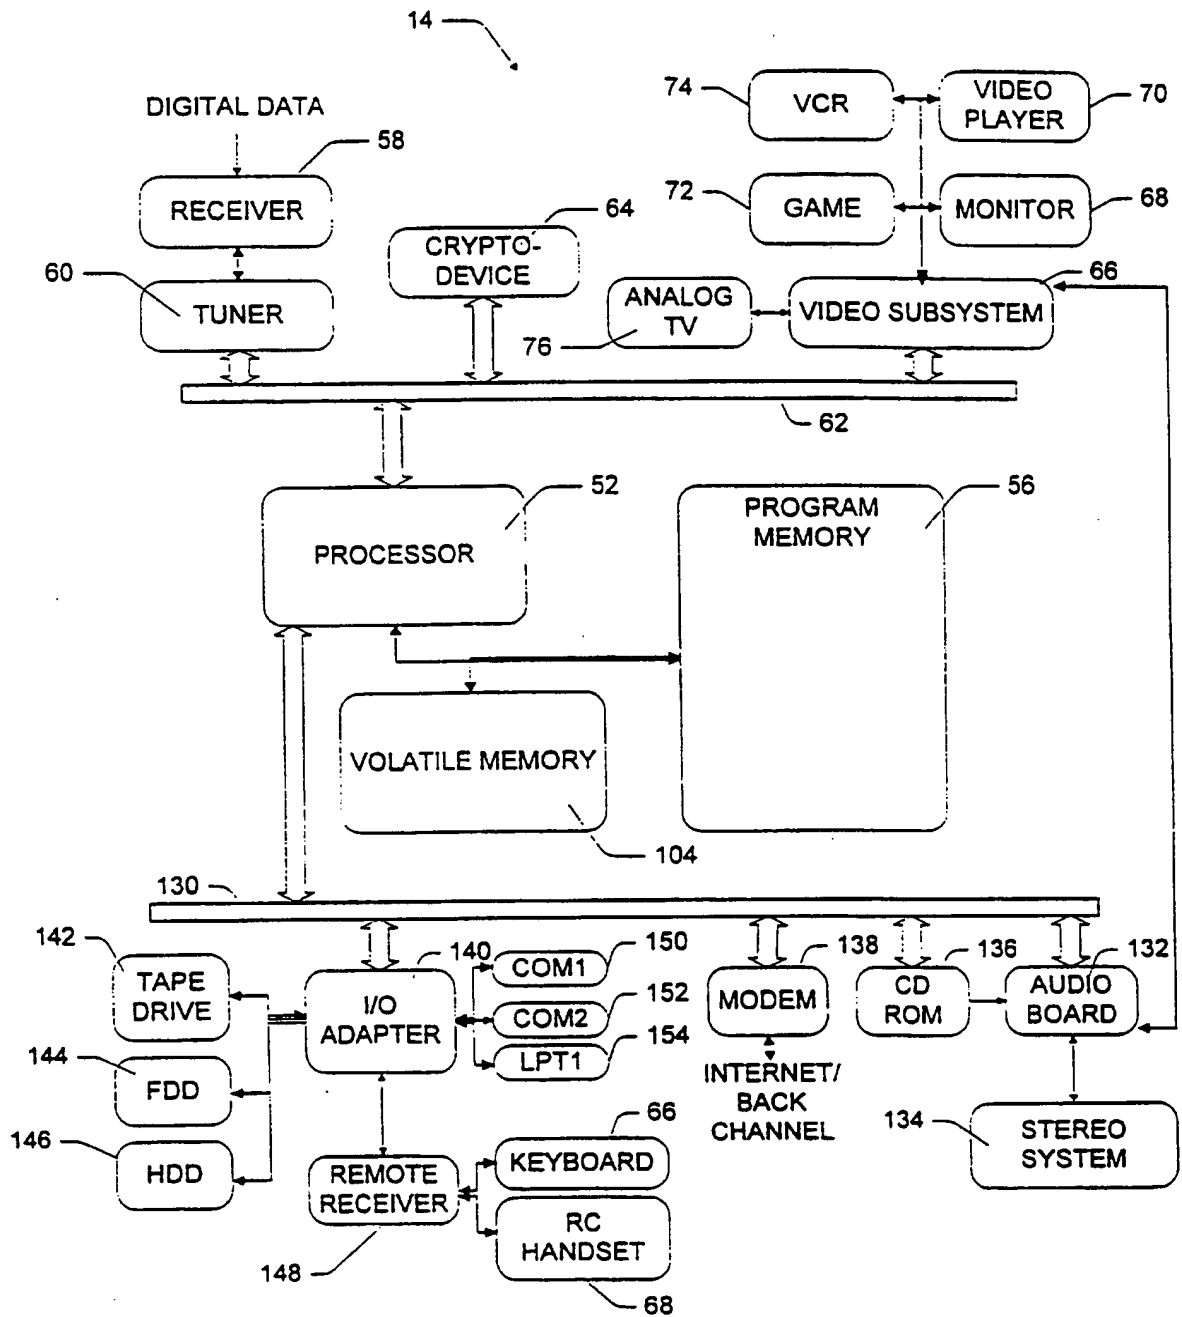 14
74
VCR
VIDEO
PLAYER
70
DIGITAL DATA
58
RECEIVER
64
CRYPTO-
DEVICE
72
GAME
MONITOR
68
60
TUNER
ANALOG
TV
76
VIDEO SUBSYSTEM
66
62
PROCESSOR
52
PROGRAM
MEMORY
56
VOLATILE MEMORY
104
130
142
TAPE
DRIVE
140
I/O
ADAPTER
COM1
150
COM2
152
LPT1
154
138
MODEM
136
CD
ROM
132
AUDIO
BOARD
144
FDD
INTERNET/
BACK
CHANNEL
146
HDD
134
STEREO
SYSTEM
REMOTE
RECEIVER
148
66
KEYBOARD
RC
HANDSET
68